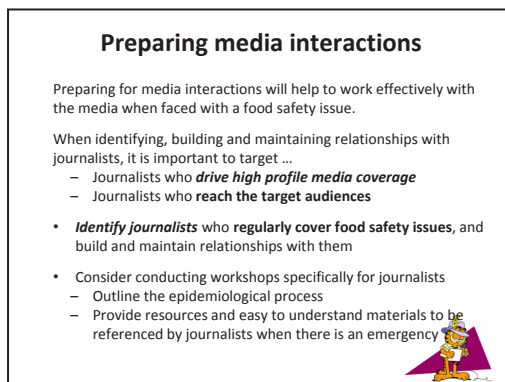 Preparing media interactions
Preparing for media interactions will help to work effectively with
the media when faced with a food safety issue.
When identifying, building and maintaining relationships with
journalists, it is important to target …
– Journalists who drive high profile media coverage
– Journalists who reach the target audiences
• Identify journalists who regularly cover food safety issues, and
build and maintain relationships with them
• Consider conducting workshops specifically for journalists
– Outline the epidemiological process
– Provide resources and easy to understand materials to be
referenced by journalists when there is an emergency